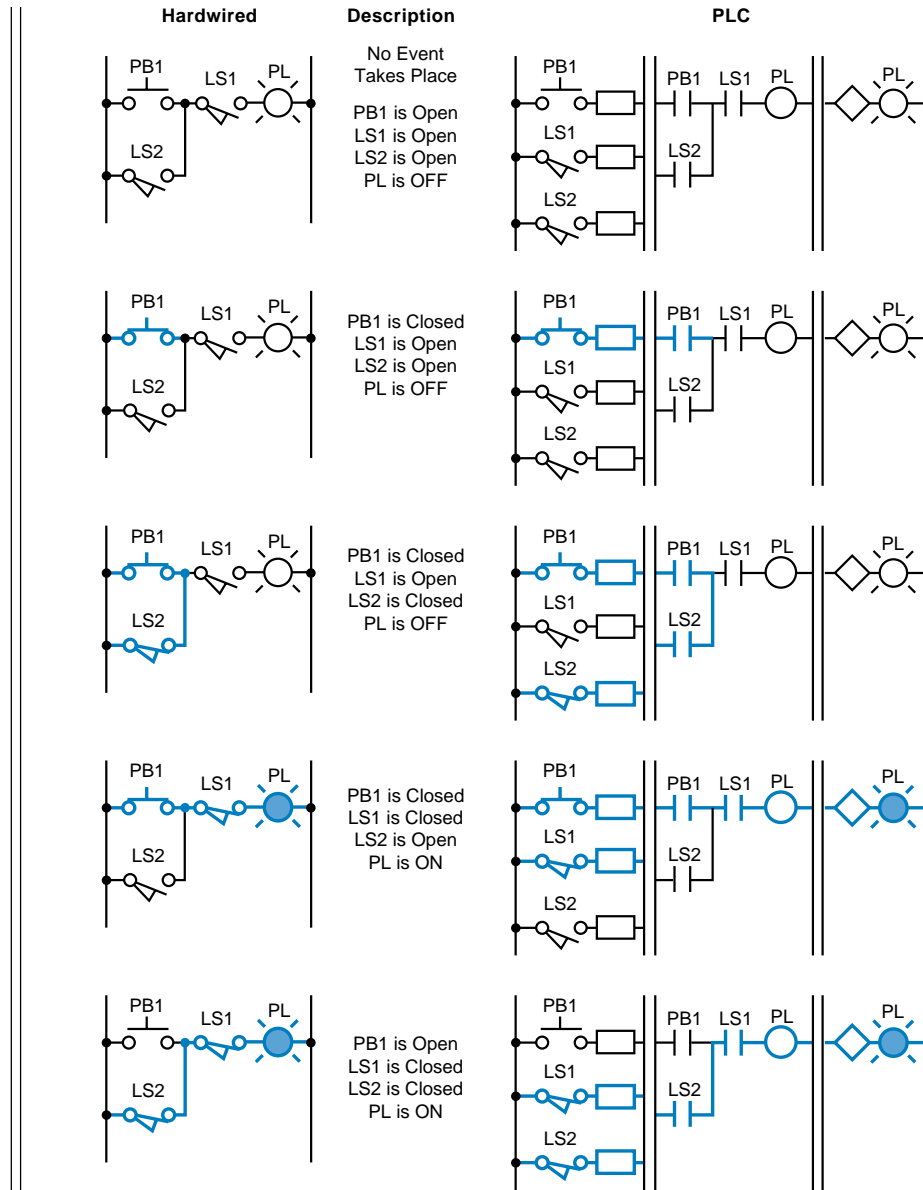 Hardwired Description PLC
No Event
Takes Place
PB1 LS1 PL
LS2
PB1 is Open
LS1 is Open
LS2 is Open
PL is OFF
PB1 PB1 LS1 PL PL
LS1
LS2
LS2
PB1 LS1 PL
LS2
PB1 is Closed
LS1 is Open
LS2 is Open
PL is OFF
PB1 PB1 LS1 PL PL
LS1
LS2
LS2
PB1 LS1 PL
LS2
PB1 is Closed
LS1 is Open
LS2 is Closed
PL is OFF
PB1 PB1 LS1 PL PL
LS1
LS2
LS2
PB1 LS1 PL
LS2
PB1 is Closed
LS1 is Closed
LS2 is Open
PL is ON
PB1 PB1 LS1 PL PL
LS1
LS2
LS2
PB1 LS1 PL
LS2
PB1 is Open
LS1 is Closed
LS2 is Closed
PL is ON
PB1 PB1 LS1 PL PL
LS1
LS2
LS2